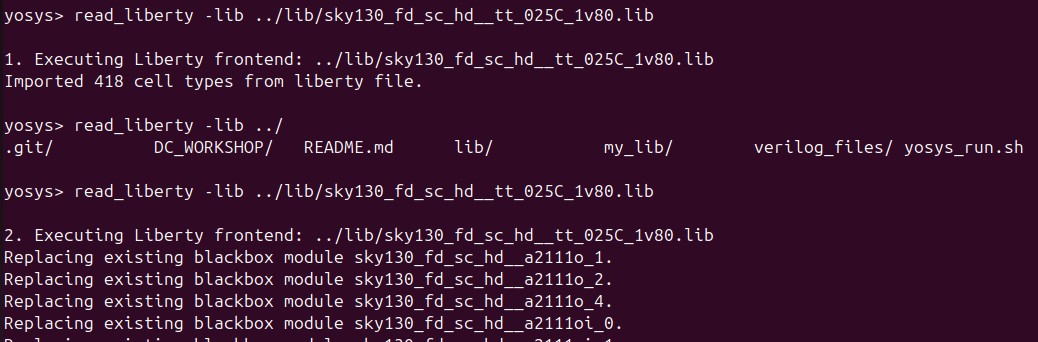 yosys> read_liberty -lib ../lib/sky130_fd_sc_hd__tt_025C_1v80.lib
1. Executing Liberty frontend: ../lib/sky130_fd_sc_hd__tt_025C_1v80.lib
Imported 418 cell types from liberty file.
yosys> read_liberty -lib ../
.git/ DC_WORKSHOP/ README.md lib/ my_lib/ verilog_files/ yosys_run.sh
yosys> read_liberty -lib ../lib/sky130_fd_sc_hd__tt_025C_1v80.lib
2. Executing Liberty frontend: ../lib/sky130_fd_sc_hd__tt_025C_1v80.lib
Replacing existing blackbox module sky130_fd_sc_hd__a2111o_1.
Replacing existing blackbox module sky130_fd_sc_hd__a2111o_2.
Replacing existing blackbox module sky130_fd_sc_hd__a2111o_4.
Replacing existing blackbox module sky130_fd_sc_hd__a2111oi_0.